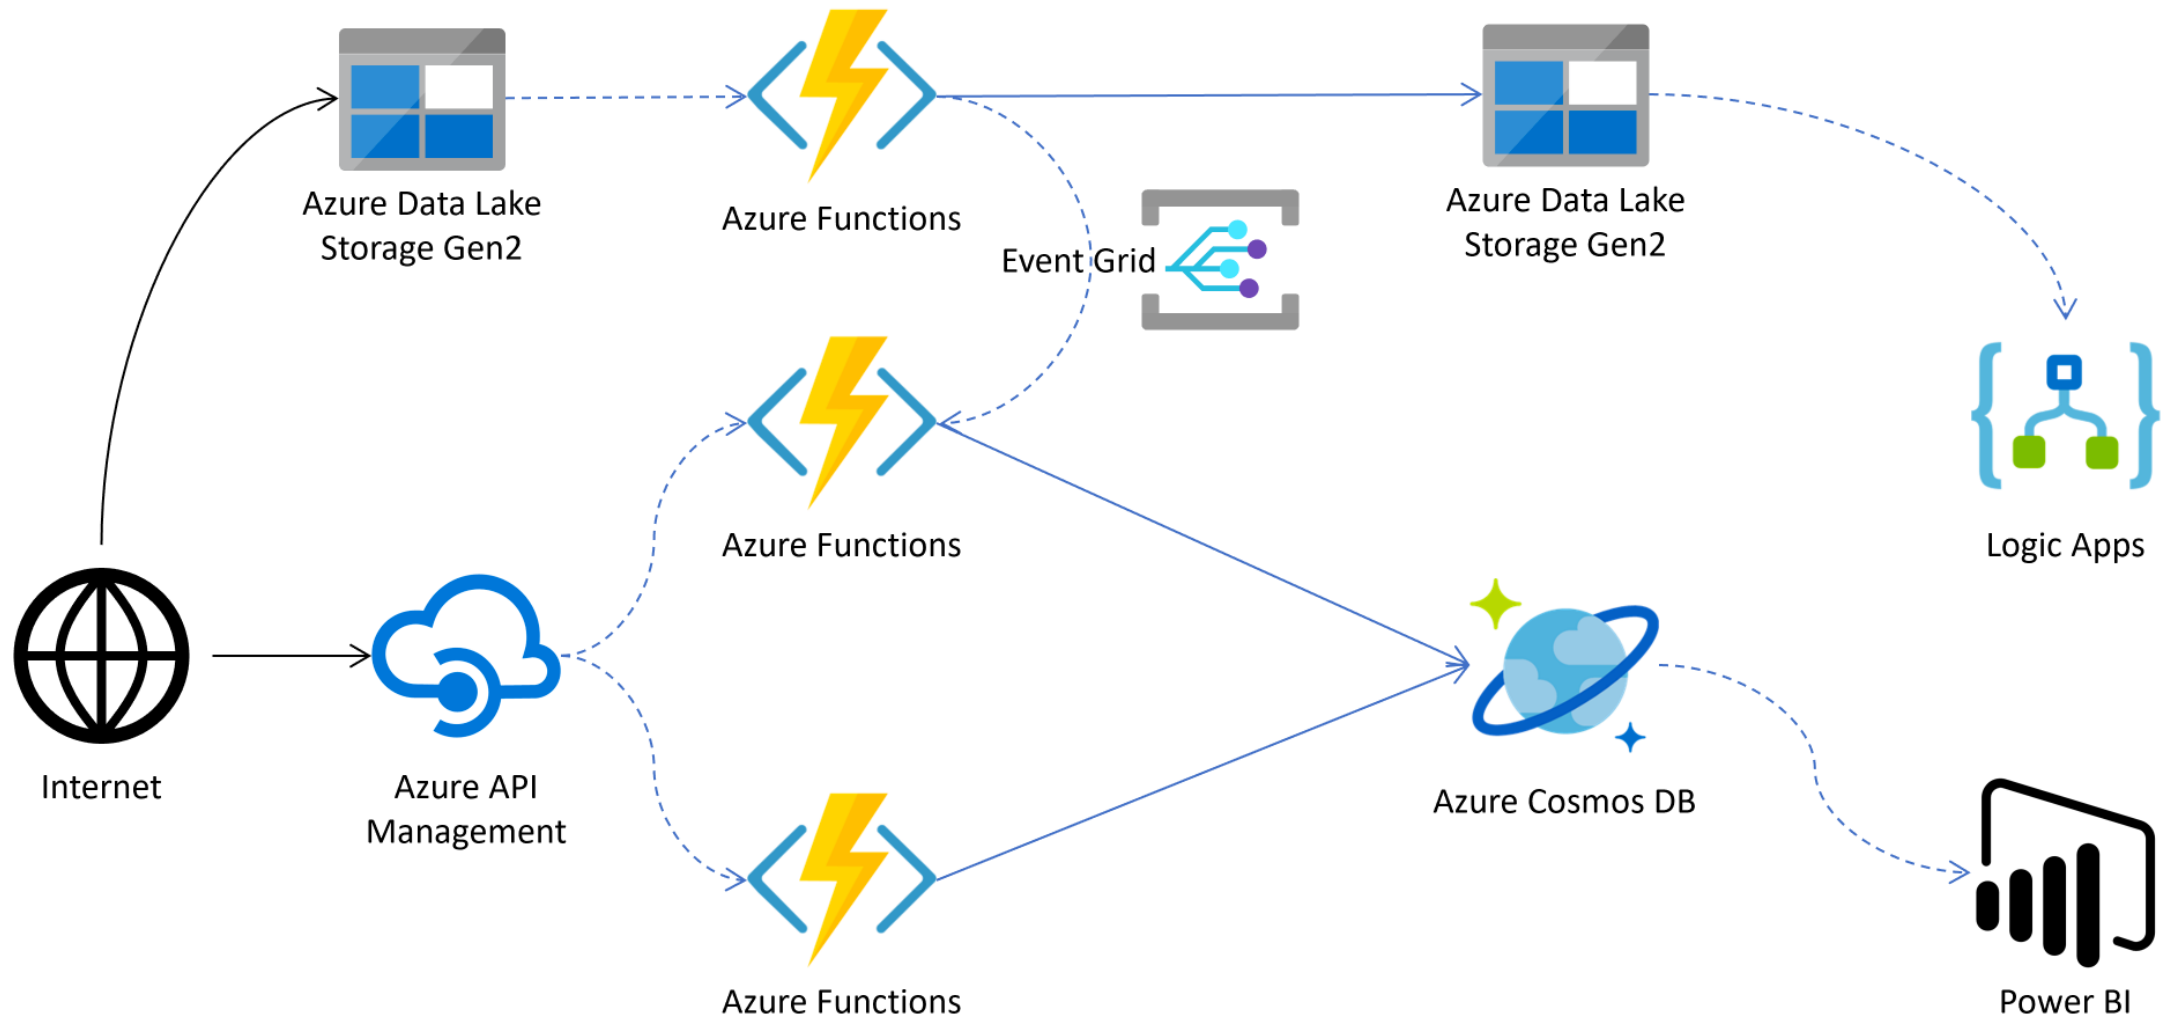 Azure Data Lake
Storage Gen2
Azure Functions
Event Grid
Azure Data Lake
Storage Gen2
Azure Functions
Logic Apps
Internet
Azure API
Management
Azure Cosmos DB
Azure Functions
Power BI